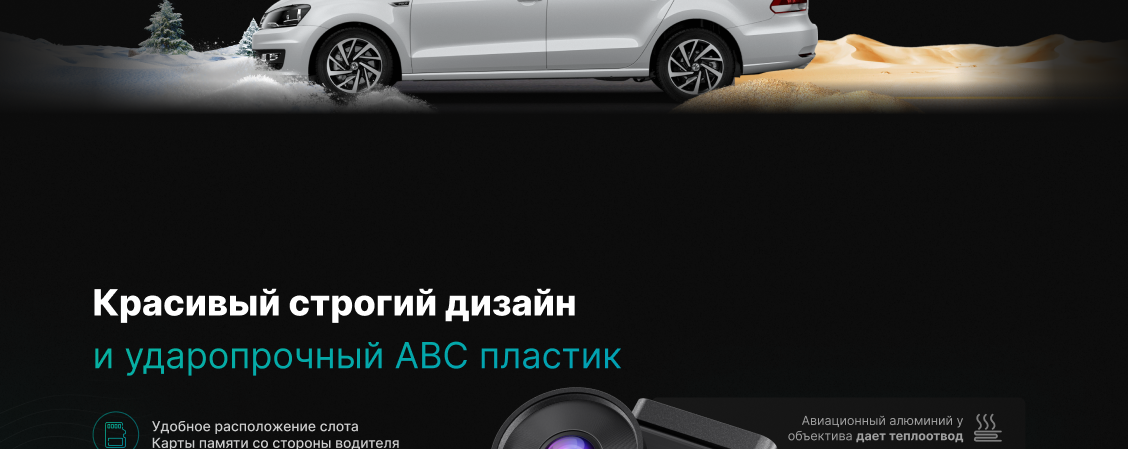 Красивый строгий дизайн
и ударопрочный АВС пластик
Удобное расположение слота
Карты памяти со стороны водителя
Авиационный алюминий у
объектива дает теплоотвод